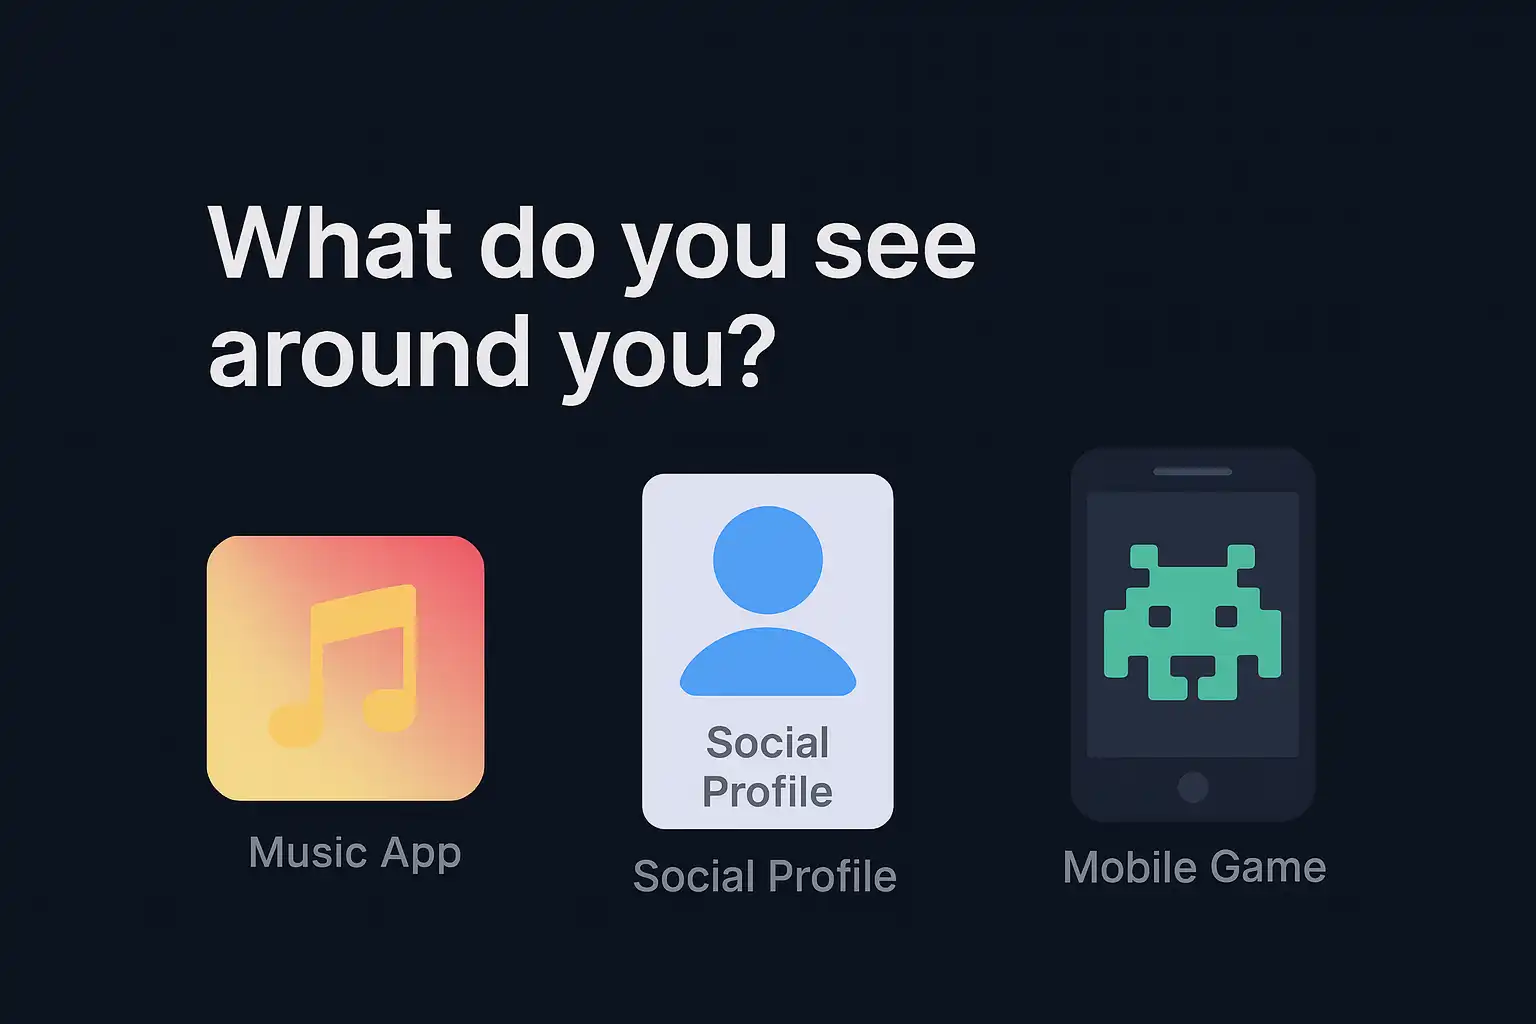 What do you see
around you?
Social
Profile
Music App
Social Profile
Mobile Game